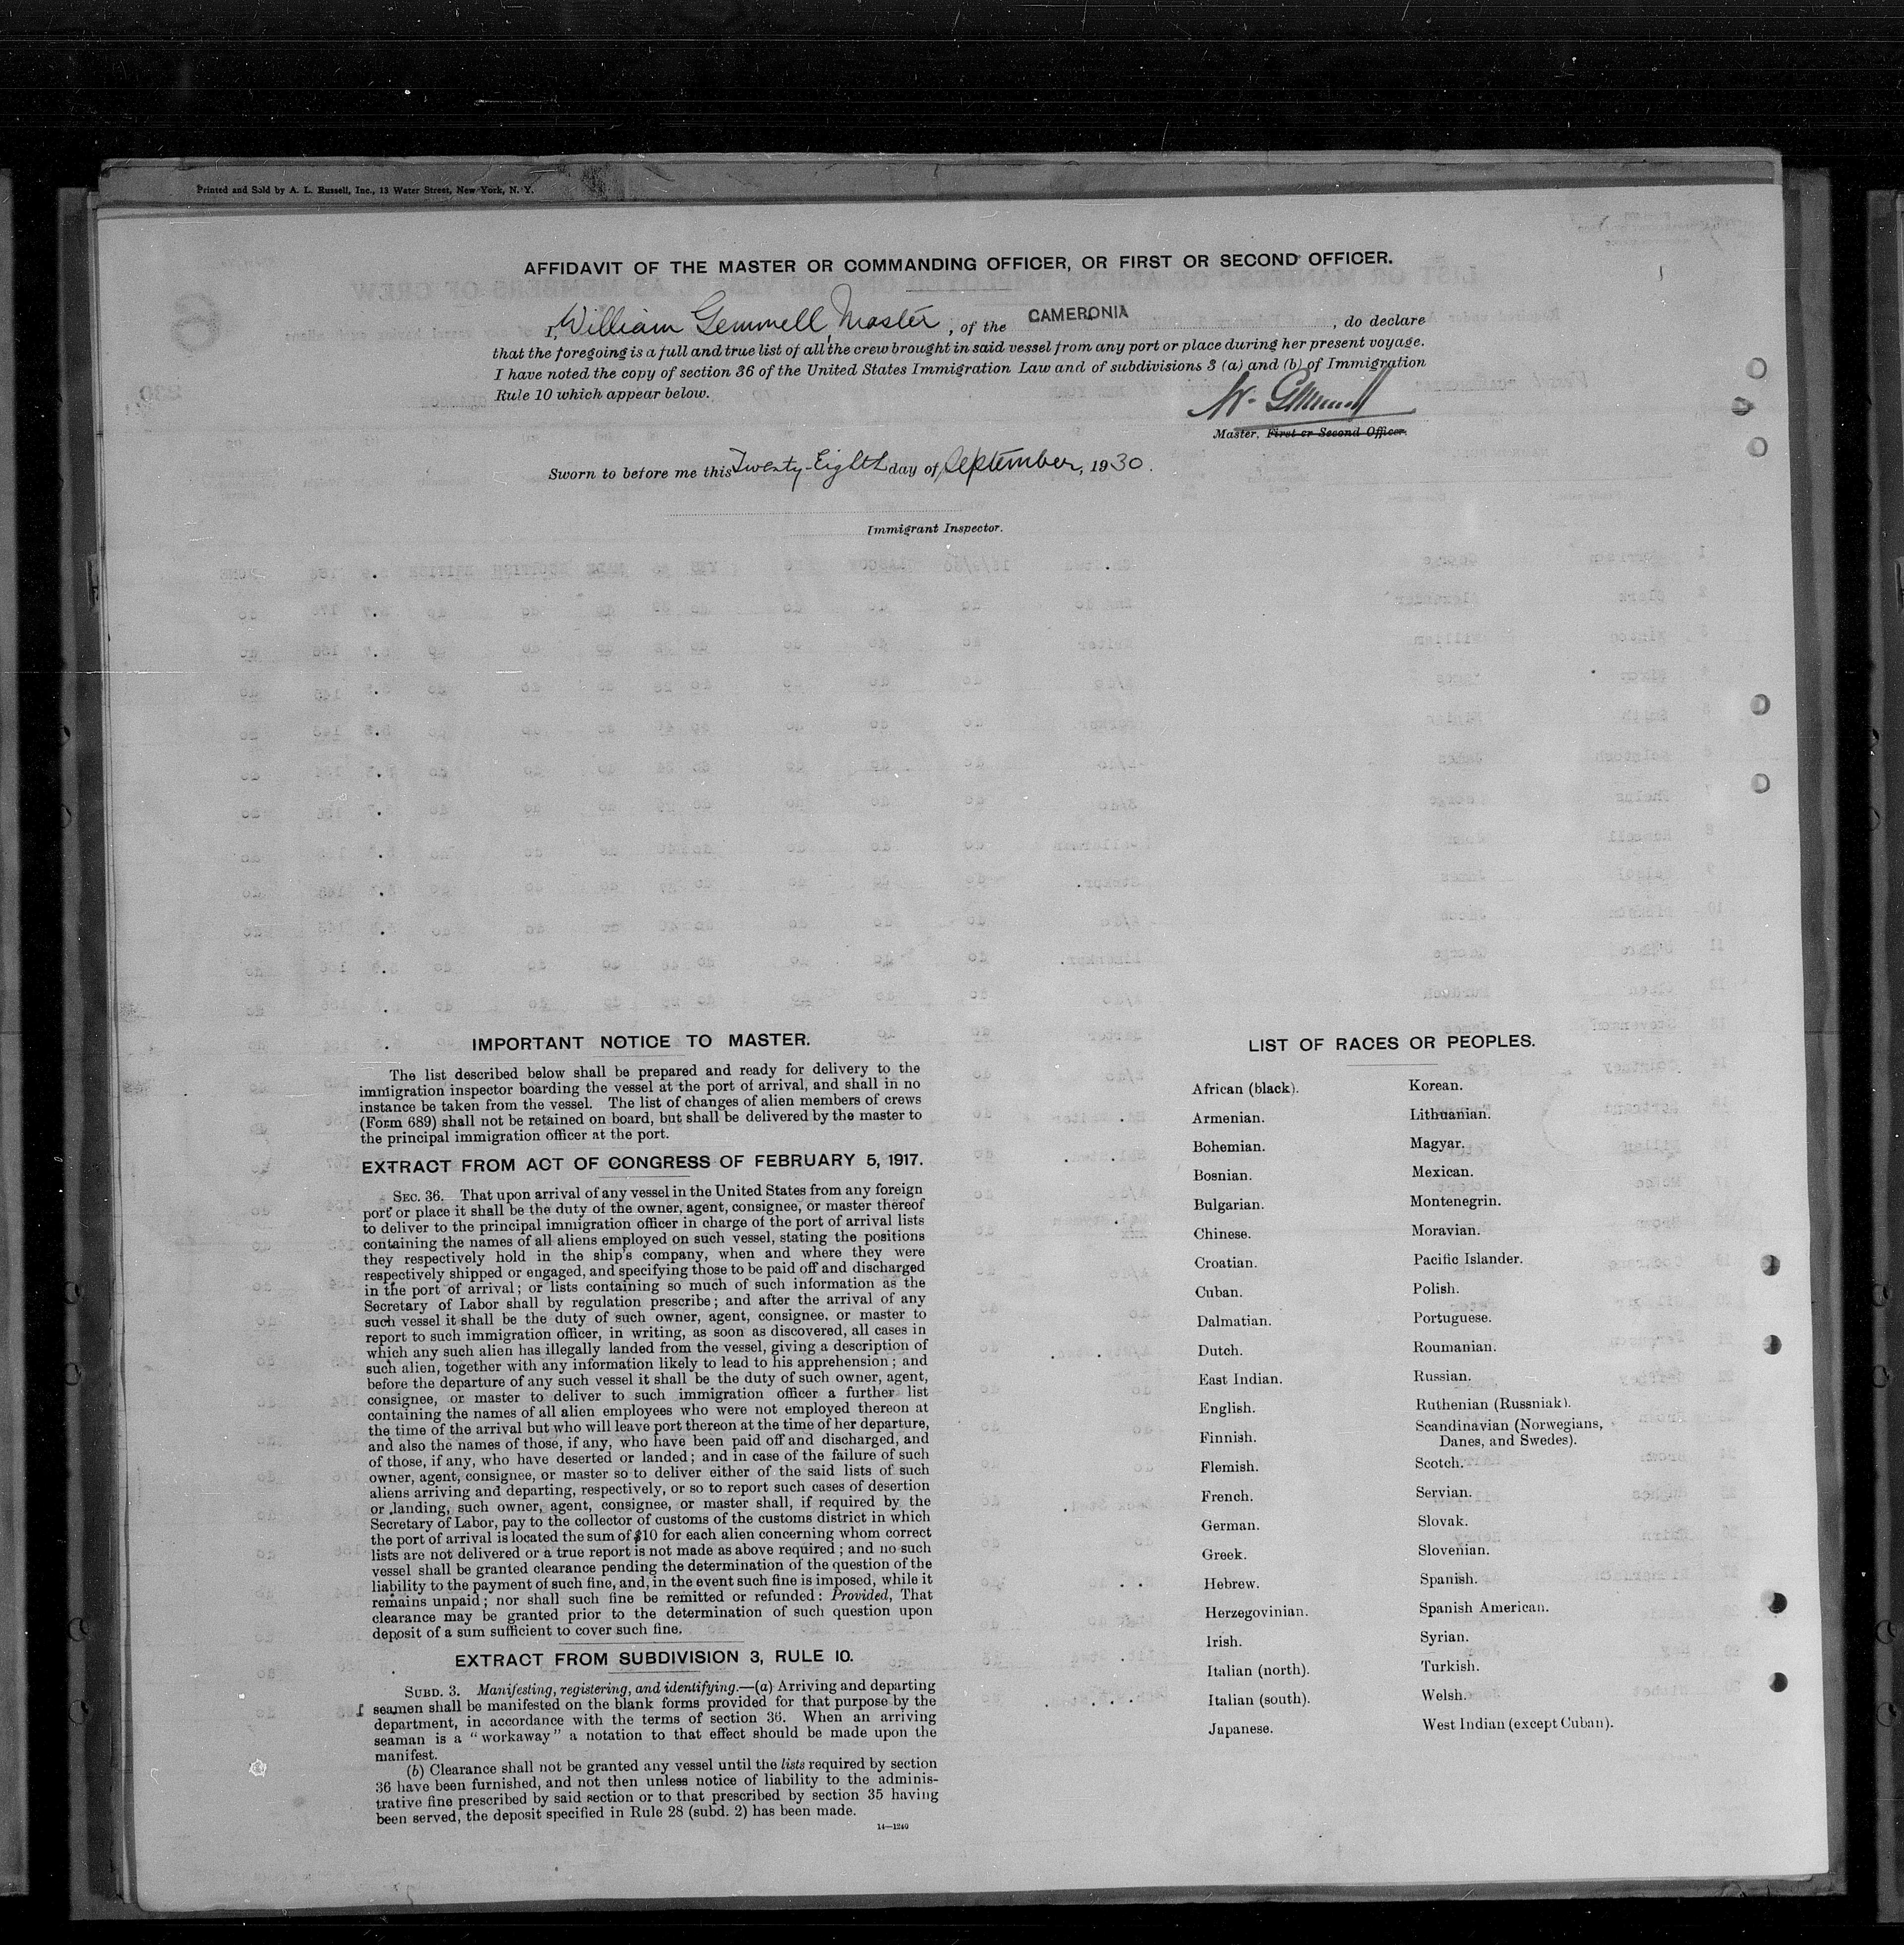 Printed and Sold by A. L. Russell, Inc., 13 Water Street, New York, N. Y.
AFFIDAVIT OF THE MASTER OR COMMANDING OFFICER, OR FIRST OR SECOND OFFICER.
I, William Gemmell, Master, of the CAMERONIA, do declare
that the foregoing is a full and true list of all the crew brought in said vessel from any port or place during her present voyage.
I have noted the copy of section 36 of the United States Immigration Law and of subdivisions 3 (a) and (b) of Immigration
Rule 10 which appear below.
W. Gemmell
Master, First or Second Officer.
Sworn to before me this Twenty-Eighth day of September, 1930.
Immigrant Inspector.
IMPORTANT NOTICE TO MASTER.
The list described below shall be prepared and ready for delivery to the
immigration inspector boarding the vessel at the port of arrival, and shall in no
instance be taken from the vessel. The list of changes of alien members of crews
(Form 689) shall not be retained on board, but shall be delivered by the master to
the principal immigration officer at the port.
EXTRACT FROM ACT OF CONGRESS OF FEBRUARY 5, 1917.
SEC. 36. That upon arrival of any vessel in the United States from any foreign
port or place it shall be the duty of the owner, agent, consignee, or master thereof
to deliver to the principal immigration officer in charge of the port of arrival lists
containing the names of all aliens employed on such vessel, stating the positions
they respectively hold in the ship's company, when and where they were
respectively shipped or engaged, and specifying those to be paid off and discharged
in the port of arrival; or lists containing so much of such information as the
Secretary of Labor shall by regulation prescribe; and after the arrival of any
such vessel it shall be the duty of such owner, agent, consignee, or master to
report to such immigration officer, in writing, as soon as discovered, all cases in
which any such alien has illegally landed from the vessel, giving a description of
such alien, together with any information likely to lead to his apprehension; and
before the departure of any such vessel it shall be the duty of such owner, agent,
consignee, or master to deliver to such immigration officer a further list
containing the names of all alien employees who were not employed thereon at
the time of the arrival but who will leave port thereon at the time of her departure,
and also the names of those, if any, who have been paid off and discharged, and
of those, if any, who have deserted or landed; and in case of the failure of such
owner, agent, consignee, or master so to deliver either of the said lists of such
aliens arriving and departing, respectively, or so to report such cases of desertion
or landing, such owner, agent, consignee, or master shall, if required by the
Secretary of Labor, pay to the collector of customs of the customs district in which
the port of arrival is located the sum of $10 for each alien concerning whom correct
lists are not delivered or a true report is not made as above required; and no such
vessel shall be granted clearance pending the determination of the question of the
liability to the payment of such fine, and, in the event such fine is imposed, while it
remains unpaid; nor shall such fine be remitted or refunded: Provided, That
clearance may be granted prior to the determination of such question upon
deposit of a sum sufficient to cover such fine.
EXTRACT FROM SUBDIVISION 3, RULE 10.
SUBD. 3. Manifesting, registering, and identifying.—(a) Arriving and departing
seamen shall be manifested on the blank forms provided for that purpose by the
department, in accordance with the terms of section 36. When an arriving
seaman is a "workaway" a notation to that effect should be made upon the
manifest.
(b) Clearance shall not be granted any vessel until the lists required by section
36 have been furnished, and not then unless notice of liability to the adminis-
trative fine prescribed by said section or to that prescribed by section 35 having
been served, the deposit specified in Rule 28 (subd. 2) has been made.
14—1240
LIST OF RACES OR PEOPLES.
African (black).
Armenian.
Bohemian.
Bosnian.
Bulgarian.
Chinese.
Croatian.
Cuban.
Dalmatian.
Dutch.
East Indian.
English.
Finnish.
Flemish.
French.
German.
Greek.
Hebrew.
Herzegovinian.
Irish.
Italian (north).
Italian (south).
Japanese.
Korean.
Lithuanian.
Magyar.
Mexican.
Montenegrin.
Moravian.
Pacific Islander.
Polish.
Portuguese.
Roumanian.
Russian.
Ruthenian (Russniak).
Scandinavian (Norwegians,
Danes, and Swedes).
Scotch.
Servian.
Slovak.
Slovenian.
Spanish.
Spanish American.
Syrian.
Turkish.
Welsh.
West Indian (except Cuban).